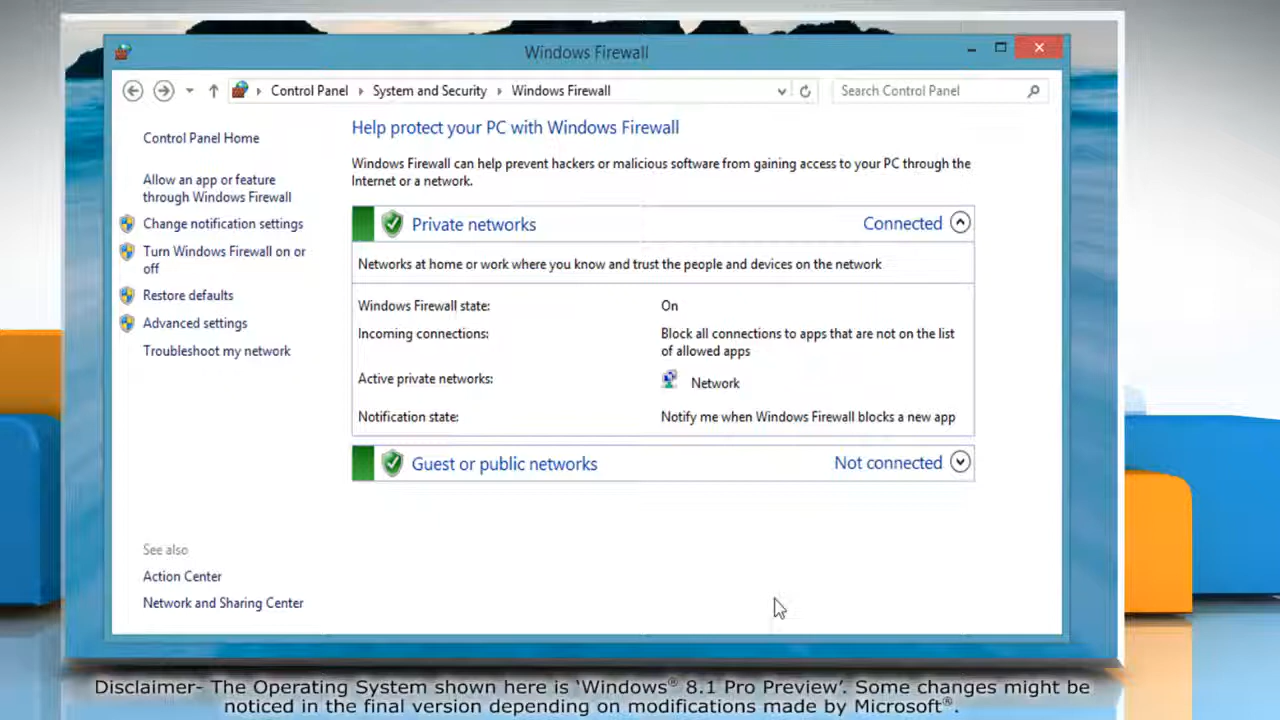 Windows Firewall
Control Panel
System and Security
Windows Firewall
Search Control Panel
Control Panel Home
Allow an app or feature
through Windows Firewall
Change notification settings
Turn Windows Firewall on or
off
Restore defaults
Advanced settings
Troubleshoot my network
See also
Action Center
Network and Sharing Center
Help protect your PC with Windows Firewall
Windows Firewall can help prevent hackers or malicious software from gaining access to your PC through the
Internet or a network.
Private networks
Connected
Networks at home or work where you know and trust the people and devices on the network
Windows Firewall state:
On
Incoming connections:
Block all connections to apps that are not on the list
of allowed apps
Active private networks:
Network
Notification state:
Notify me when Windows Firewall blocks a new app
Guest or public networks
Not connected
Disclaimer- The Operating System shown here is ‘Windows® 8.1 Pro Preview’. Some changes might be
noticed in the final version depending on modifications made by Microsoft®.